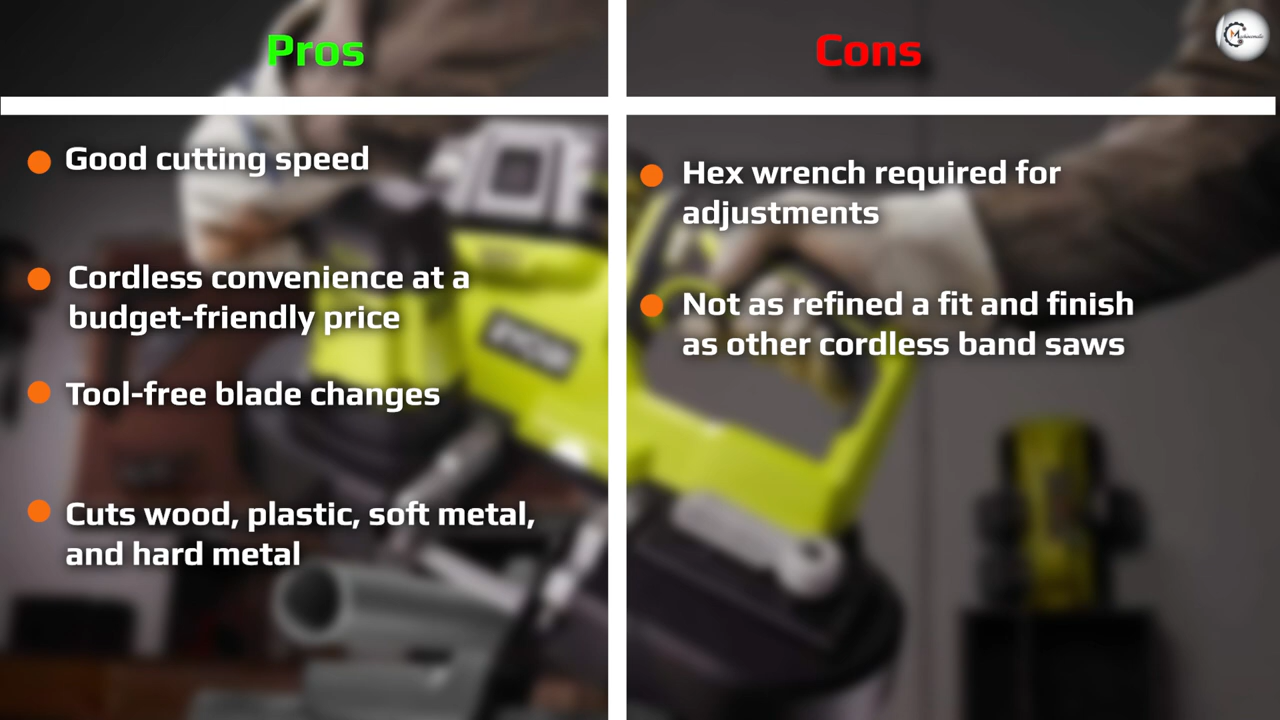 Pros
Good cutting speed
Cordless convenience at a
budget-friendly price
Tool-free blade changes
Cuts wood, plastic, soft metal,
and hard metal
RYOBI
Cons
Hex wrench required for
adjustments
Not as refined a fit and finish
as other cordless band saws